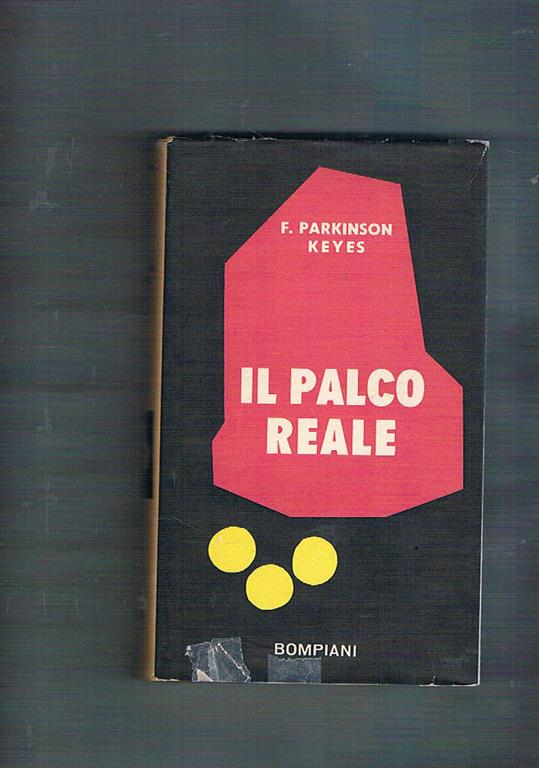 F. PARKINSON
KEYES
IL PALCO
REALE
BOMPIANI